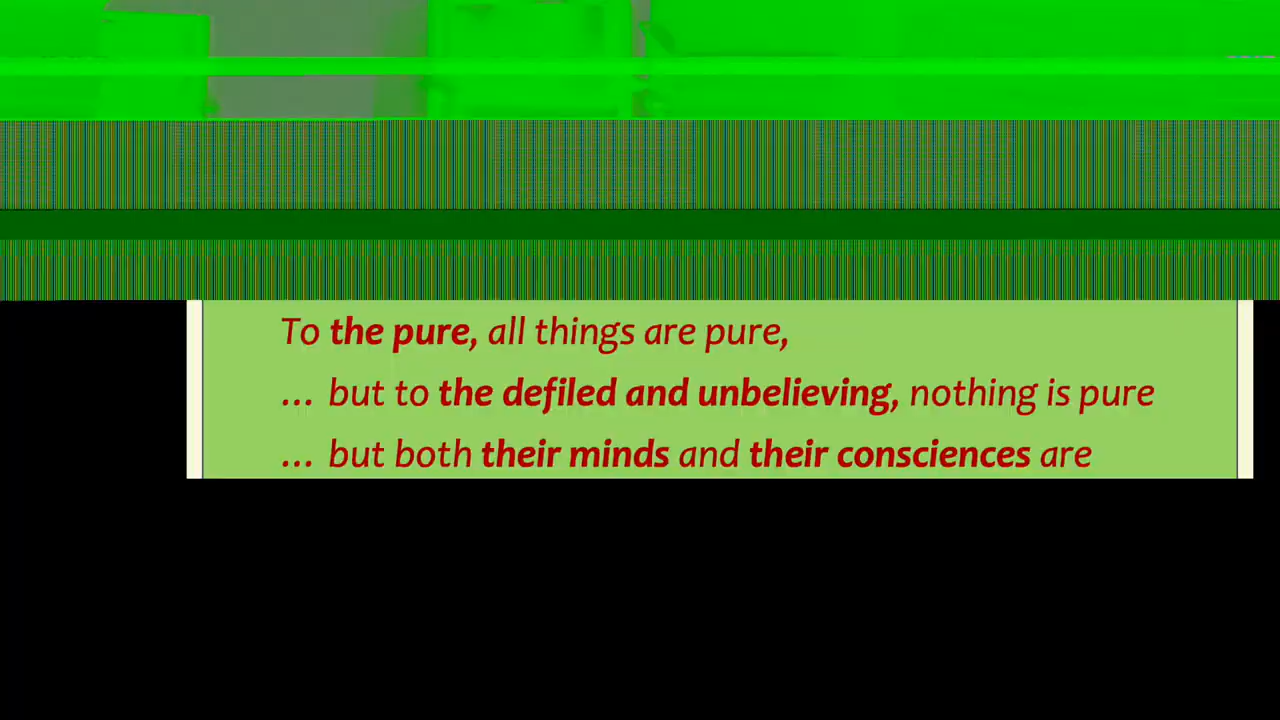 To the pure, all things are pure,
... but to the defiled and unbelieving, nothing is pure
... but both their minds and their consciences are